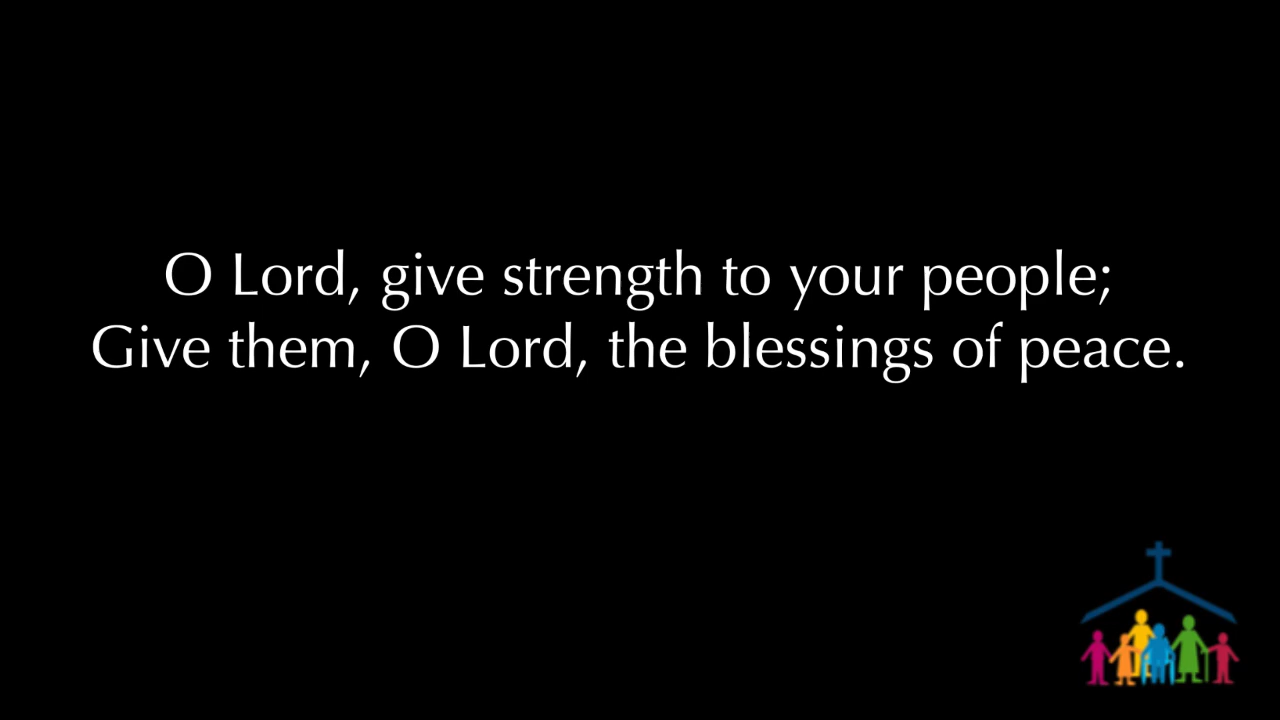 O Lord, give strength to your people;
Give them, O Lord, the blessings of peace.